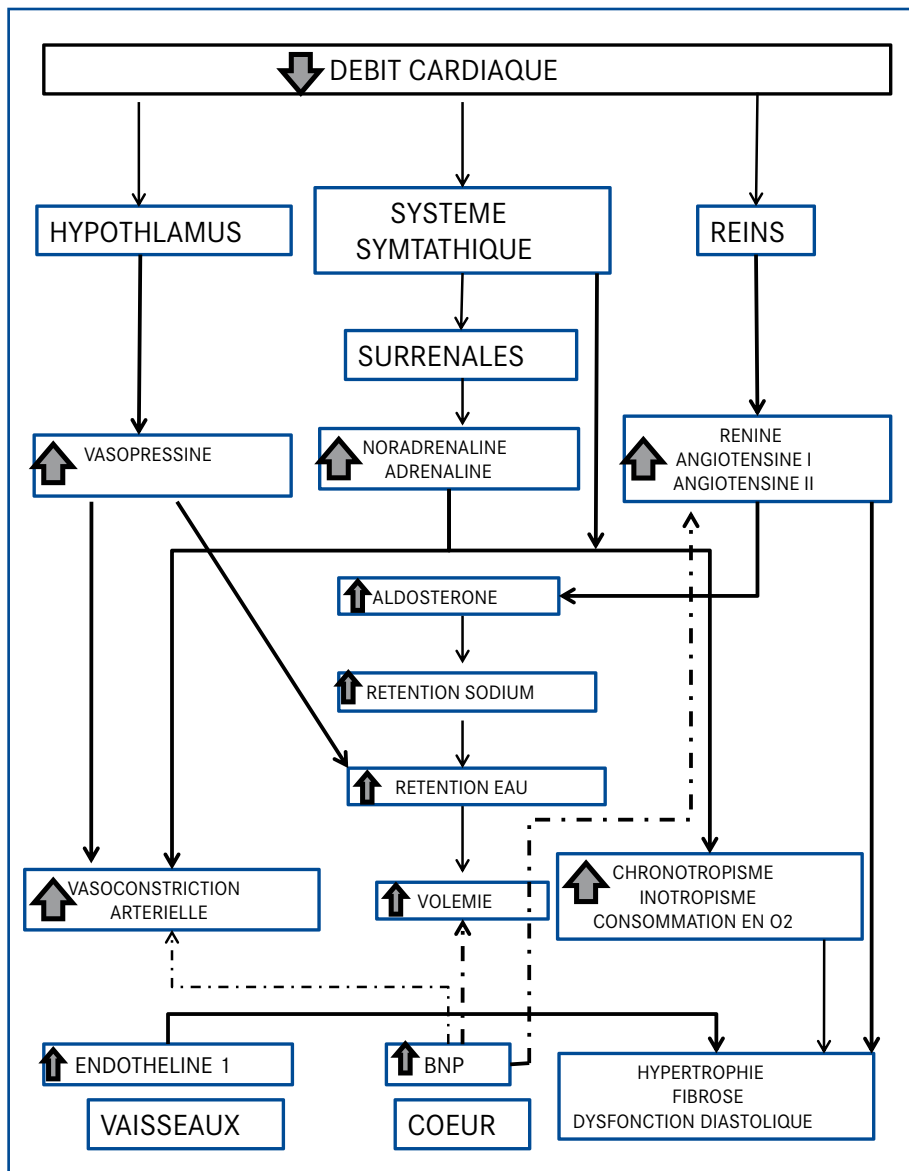 DEBIT CARDIAQUE
HYPOTHLAMUS
SYSTEME
SYMTATHIQUE
REINS
SURRENALES
VASOPRESSINE
NORADRENALINE
ADRENALINE
RENINE
ANGIOTENSINE I
ANGIOTENSINE II
ALDOSTERONE
RETENTION SODIUM
RETENTION EAU
VASOCONSTRICTION
ARTERIELLE
VOLEMIE
CHRONOTROPISME
INOTROPISME
CONSOMMATION EN O2
ENDOTHELINE 1
BNP
HYPERTROPHIE
FIBROSE
DYSFONCTION DIASTOLIQUE
VAISSEAUX
COEUR